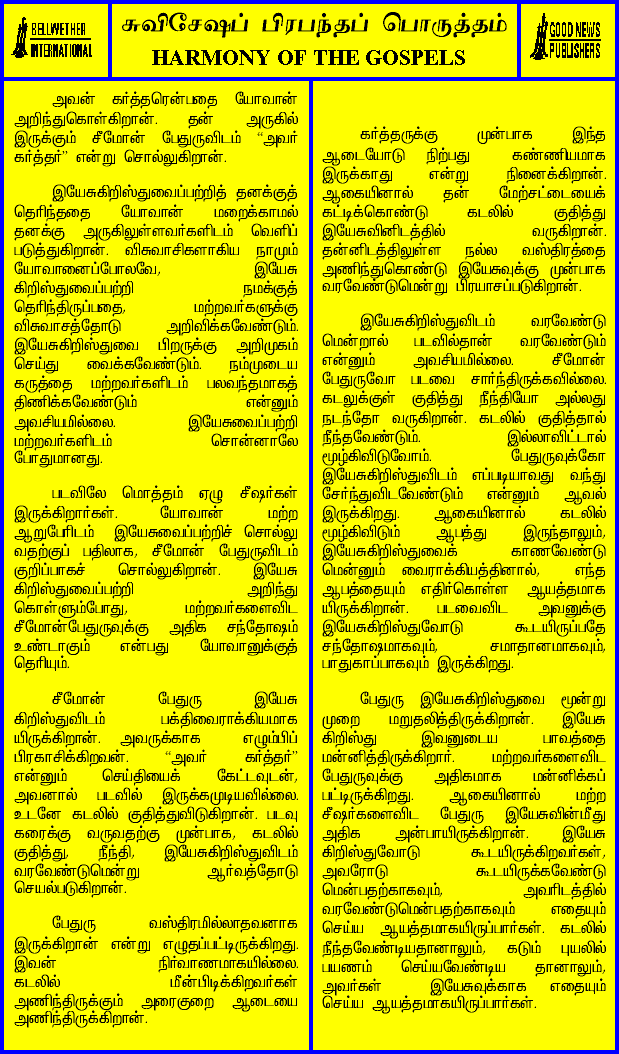 BELLWETHER
INTERNATIONAL
சுவிசேஷப் பிரபந்தப் பொருத்தம்
HARMONY OF THE GOSPELS
GOOD NEWS
PUBLISHERS
அவன் கர்த்தரென்பதை யோவான்
அறிந்துகொள்கிறான். தன் அருகில்
இருக்கும் சீமோன் பேதுருவிடம் “அவர்
கர்த்தர்” என்று சொல்லுகிறான்.
இயேசுகிறிஸ்துவைப்பற்றித் தனக்குத்
தெரிந்ததை யோவான் மறைக்காமல்
தனக்கு அருகிலுள்ளவர்களிடம் வெளிப்
படுத்துகிறான். விசுவாசிகளாகிய நாமும்
யோவானைப்போலவே, இயேசு
கிறிஸ்துவைப்பற்றி நமக்குத்
தெரிந்திருப்பதை, மற்றவர்களுக்கு
விசுவாசத்தோடு அறிவிக்கவேண்டும்.
இயேசுகிறிஸ்துவை பிறருக்கு அறிமுகம்
செய்து வைக்கவேண்டும். நம்முடைய
கருத்தை மற்றவர்களிடம் பலவந்தமாகத்
திணிக்கவேண்டும் என்னும்
அவசியமில்லை. இயேசுவைப்பற்றி
மற்றவர்களிடம் சொன்னாலே
போதுமானது.
படவிலே மொத்தம் ஏழு சீஷர்கள்
இருக்கிறார்கள். யோவான் மற்ற
ஆறுபேரிடம் இயேசுவைப்பற்றிச் சொல்லு
வதற்குப் பதிலாக, சீமோன் பேதுருவிடம்
குறிப்பாகச் சொல்லுகிறான். இயேசு
கிறிஸ்துவைப்பற்றி அறிந்து
கொள்ளும்போது, மற்றவர்களைவிட
சீமோன்பேதுருவுக்கு அதிக சந்தோஷம்
உண்டாகும் என்பது யோவானுக்குத்
தெரியும்.
சீமோன் பேதுரு இயேசு
கிறிஸ்துவிடம் பக்திவைராக்கியமாக
யிருக்கிறான். அவருக்காக எழும்பிப்
பிரகாசிக்கிறவன். “அவர் கர்த்தர்”
என்னும் செய்தியைக் கேட்டவுடன்,
அவனால் படவில் இருக்கமுடியவில்லை.
உடனே கடலில் குதித்துவிடுகிறான். படவு
கரைக்கு வருவதற்கு முன்பாக, கடலில்
குதித்து, நீந்தி, இயேசுகிறிஸ்துவிடம்
வரவேண்டுமென்று ஆர்வத்தோடு
செயல்படுகிறான்.
பேதுரு வஸ்திரமில்லாதவனாக
இருக்கிறான் என்று எழுதப்பட்டிருக்கிறது.
இவன் நிர்வாணமாகயில்லை.
கடலில் மீன்பிடிக்கிறவர்கள்
அணிந்திருக்கும் அரைகுறை ஆடையை
அணிந்திருக்கிறான்.
கர்த்தருக்கு முன்பாக இந்த
ஆடையோடு நிற்பது கண்ணியமாக
இருக்காது என்று நினைக்கிறான்.
ஆகையினால் தன் மேற்சட்டையைக்
கட்டிக்கொண்டு கடலில் குதித்து
இயேசுவினிடத்தில் வருகிறான்.
தன்னிடத்திலுள்ள நல்ல வஸ்திரத்தை
அணிந்துகொண்டு இயேசுவுக்கு முன்பாக
வரவேண்டுமென்று பிரயாசப்படுகிறான்.
இயேசுகிறிஸ்துவிடம் வரவேண்டு
மென்றால் படவில்தான் வரவேண்டும்
என்னும் அவசியமில்லை. சீமோன்
பேதுருவோ படவை சார்ந்திருக்கவில்லை.
கடலுக்குள் குதித்து நீந்தியோ அல்லது
நடந்தோ வருகிறான். கடலில் குதித்தால்
நீந்தவேண்டும். இல்லாவிட்டால்
மூழ்கிவிடுவோம். பேதுருவுக்கோ
இயேசுகிறிஸ்துவிடம் எப்படியாவது வந்து
சேர்ந்துவிடவேண்டும் என்னும் ஆவல்
இருக்கிறது. ஆகையினால் கடலில்
மூழ்கிவிடும் ஆபத்து இருந்தாலும்,
இயேசுகிறிஸ்துவைக் காணவேண்டு
மென்னும் வைராக்கியத்தினால், எந்த
ஆபத்தையும் எதிர்கொள்ள ஆயத்தமாக
யிருக்கிறான். படவைவிட அவனுக்கு
இயேசுகிறிஸ்துவோடு கூடயிருப்பதே
சந்தோஷமாகவும், சமாதானமாகவும்,
பாதுகாப்பாகவும் இருக்கிறது.
பேதுரு இயேசுகிறிஸ்துவை மூன்று
முறை மறுதலித்திருக்கிறான். இயேசு
கிறிஸ்து இவனுடைய பாவத்தை
மன்னித்திருக்கிறார். மற்றவர்களைவிட
பேதுருவுக்கு அதிகமாக மன்னிக்கப்
பட்டிருக்கிறது. ஆகையினால் மற்ற
சீஷர்களைவிட பேதுரு இயேசுவின்மீது
அதிக அன்பாயிருக்கிறான். இயேசு
கிறிஸ்துவோடு கூடயிருக்கிறவர்கள்,
அவரோடு கூடயிருக்கவேண்டு
மென்பதற்காகவும், அவரிடத்தில்
வரவேண்டுமென்பதற்காகவும் எதையும்
செய்ய ஆயத்தமாகயிருப்பார்கள். கடலில்
நீந்தவேண்டியதானாலும், கடும் புயலில்
பயணம் செய்யவேண்டிய தானாலும்,
அவர்கள் இயேசுவுக்காக எதையும்
செய்ய ஆயத்தமாகயிருப்பார்கள்.